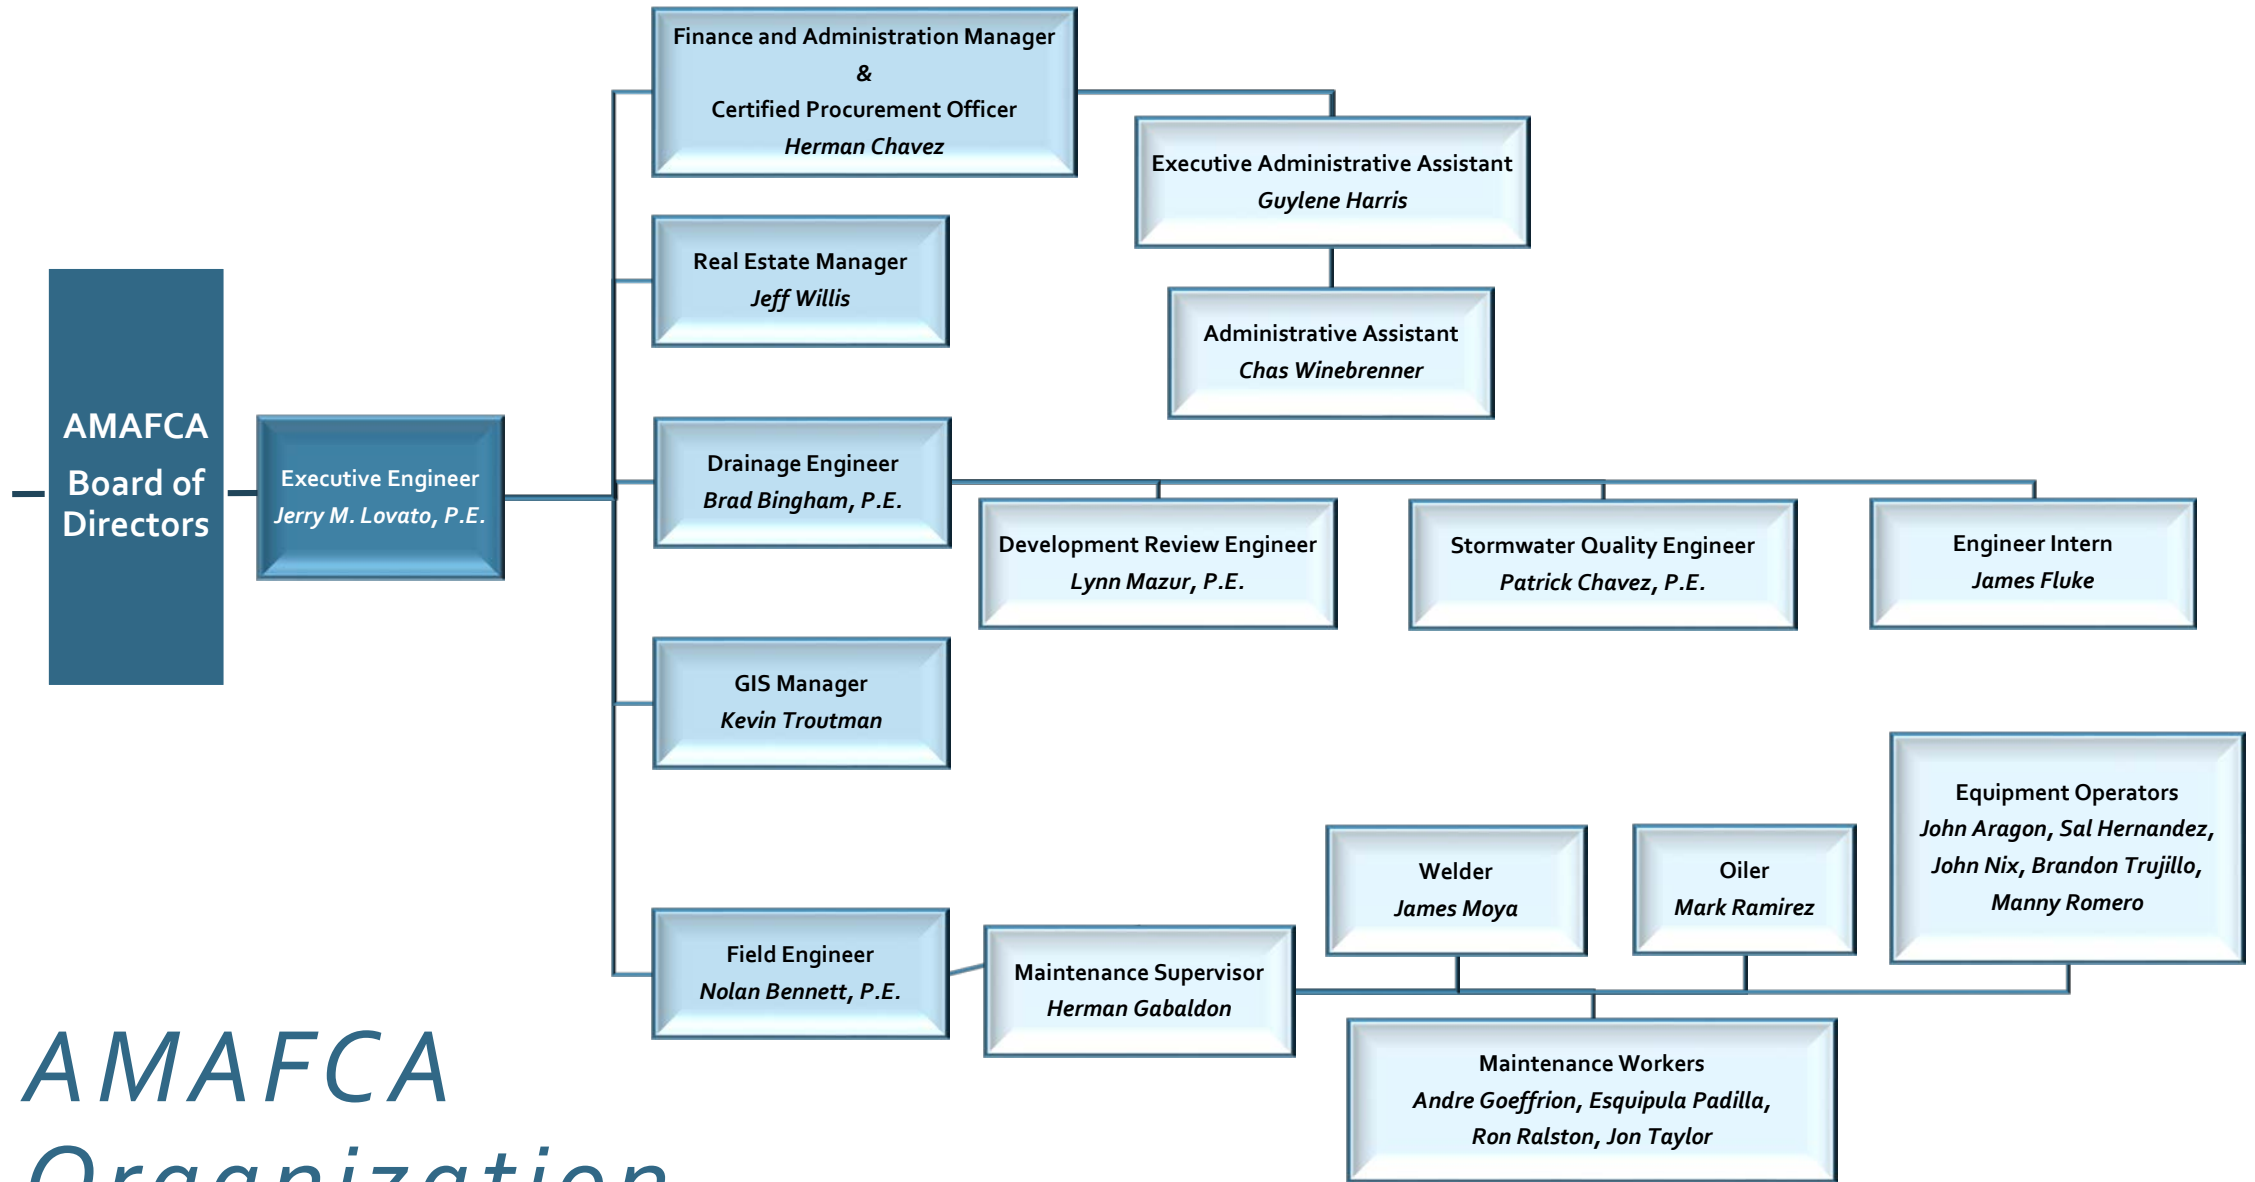 Finance and Administration Manager
&
Certified Procurement Officer
Herman Chavez
Executive Administrative Assistant
Guylene Harris
Real Estate Manager
Jeff Willis
Administrative Assistant
Chas Winebrenner
AMAFCA
Board of
Directors
Executive Engineer
Jerry M. Lovato, P.E.
Drainage Engineer
Brad Bingham, P.E.
Development Review Engineer
Lynn Mazur, P.E.
Stormwater Quality Engineer
Patrick Chavez, P.E.
Engineer Intern
James Fluke
GIS Manager
Kevin Troutman
Equipment Operators
John Aragon, Sal Hernandez,
John Nix, Brandon Trujillo,
Manny Romero
Welder
James Moya
Oiler
Mark Ramirez
Field Engineer
Nolan Bennett, P.E.
Maintenance Supervisor
Herman Gabaldon
Maintenance Workers
Andre Goeffrion, Esquipula Padilla,
Ron Ralston, Jon Taylor
AMAFCA
Organization